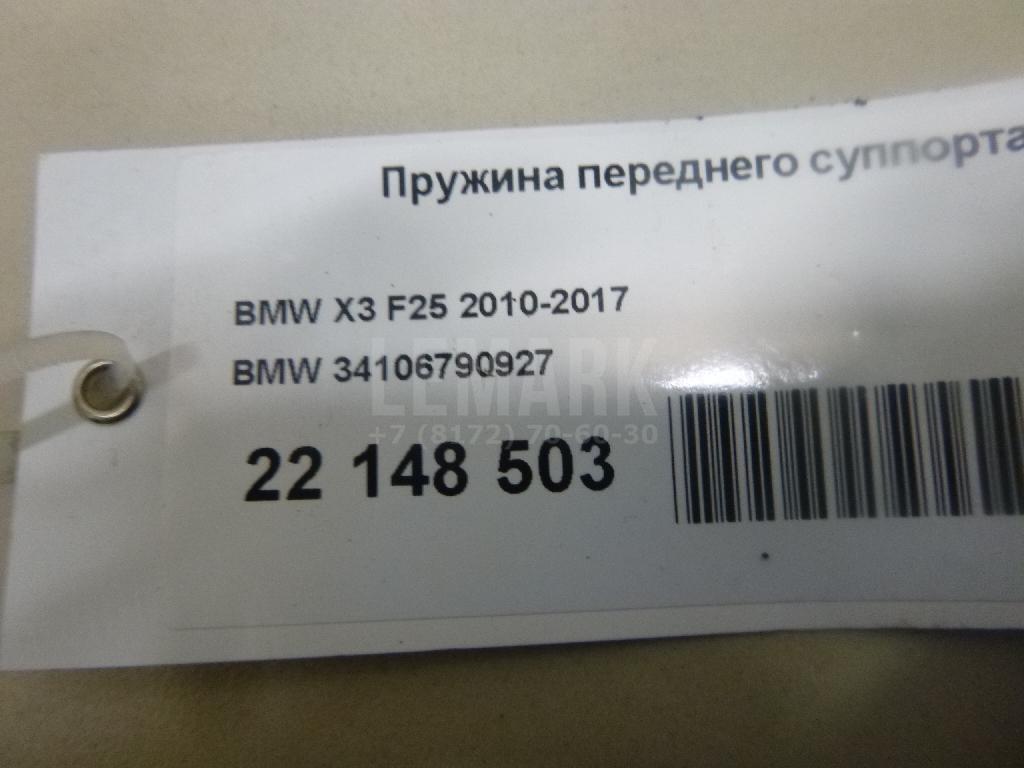 Пружина переднего суппорта
BMW X3 F25 2010-2017
BMW 34106790927
LEMARK
+7 (8172) 70-60-30
22 148 503